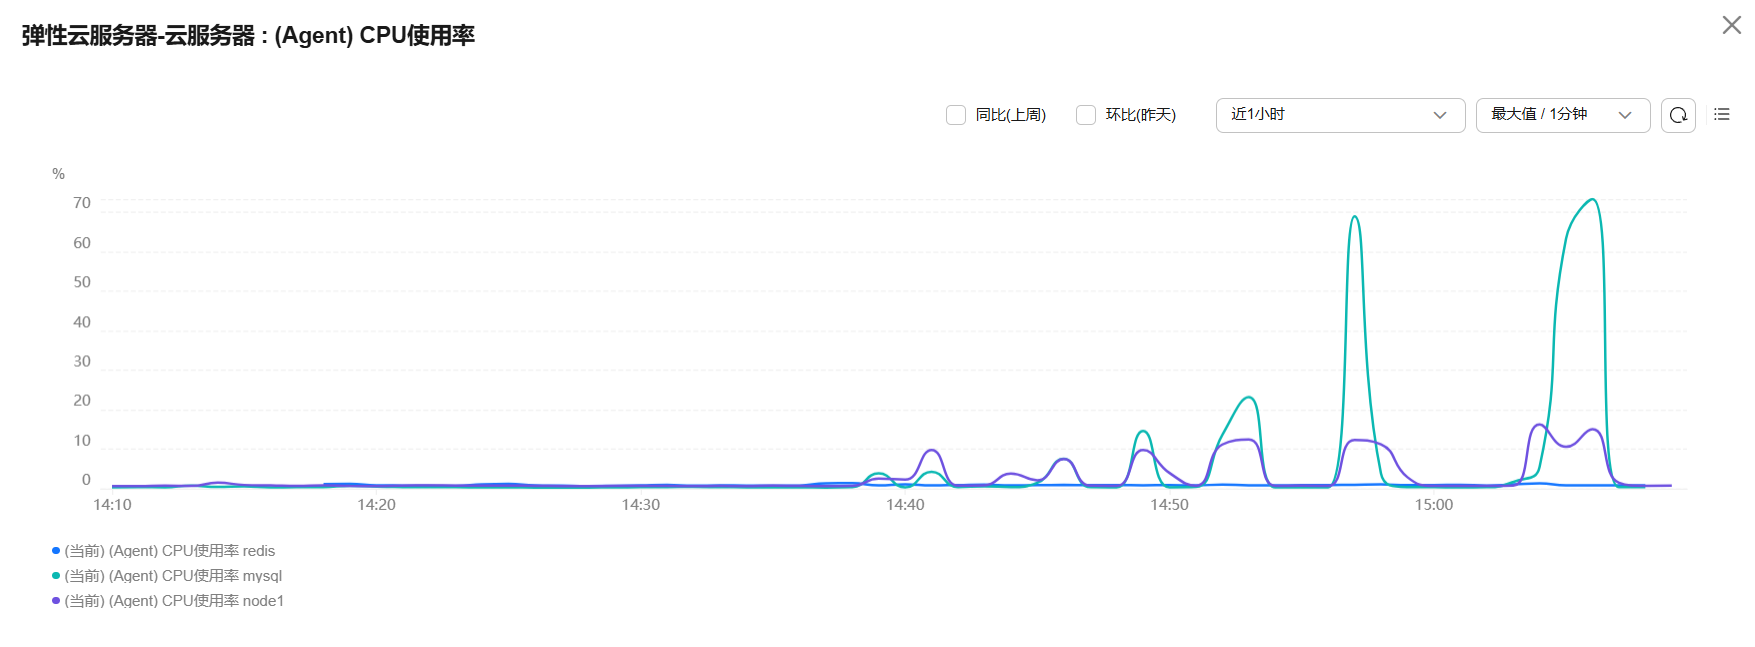 弹性云服务器-云服务器 : (Agent) CPU使用率
同比(上周) 环比(昨天) 近1小时 最大值 / 1分钟
%
70
60
50
40
30
20
10
0
14:10 14:20 14:30 14:40 14:50 15:00
(当前) (Agent) CPU使用率 redis
(当前) (Agent) CPU使用率 mysql
(当前) (Agent) CPU使用率 node1